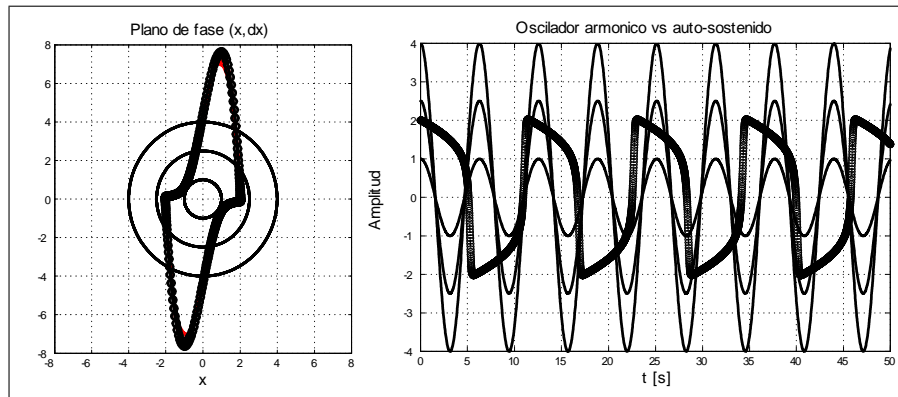 Plano de fase (x,dx)
8
6
4
2
0
-2
-4
-6
-8
-8 -6 -4 -2 0 2 4 6 8
x
Oscilador armonico vs auto-sostenido
Amplitud
4
3
2
1
0
-1
-2
-3
-4
0 5 10 15 20 25 30 35 40 45 50
t [s]